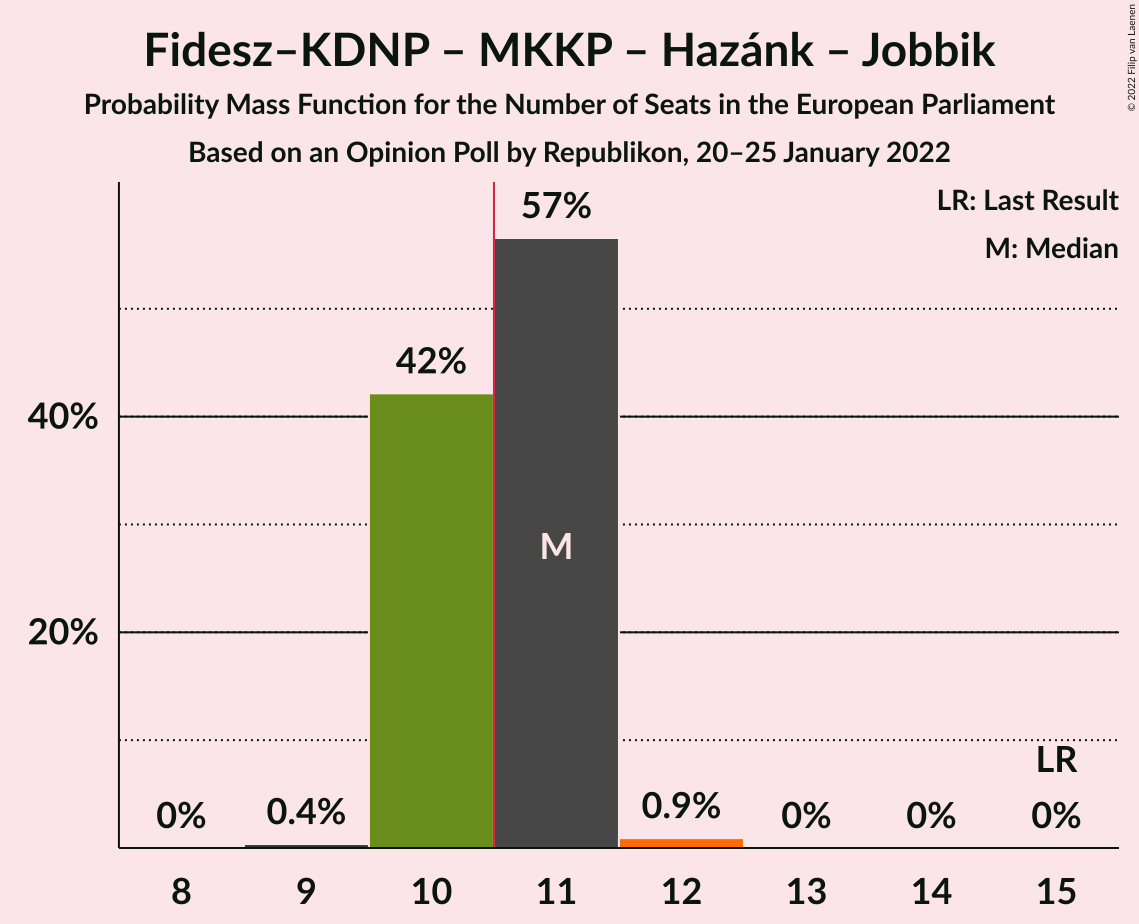 Fidesz–KDNP – MKKP – Hazánk – Jobbik
Probability Mass Function for the Number of Seats in the European Parliament
Based on an Opinion Poll by Republikon, 20–25 January 2022
© 2022 Filip van Laenen
LR: Last Result
M: Median
57%
42%
40%
M
20%
LR
0%
0.4%
0.9%
0%
0%
0%
8
9
10
11
12
13
14
15